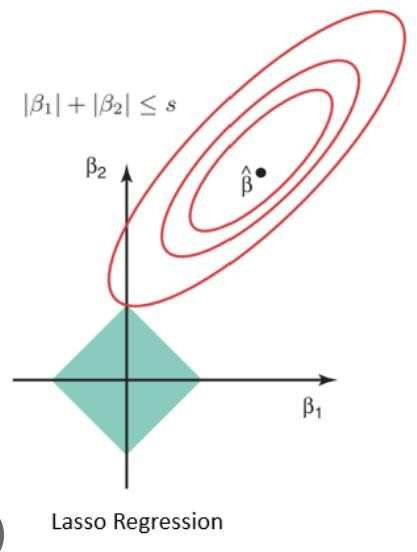 |β₁| + |β₂| ≤ s
β₂
β̂
β₁
Lasso Regression